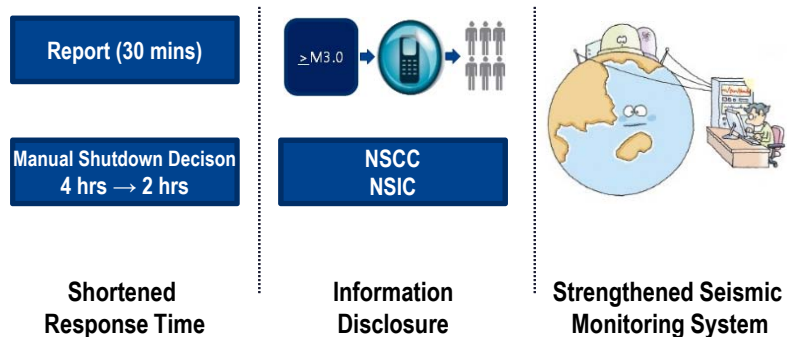 Report (30 mins)
Manual Shutdown Decison
4 hrs → 2 hrs
Shortened
Response Time
≥M3.0
NSCC
NSIC
Information
Disclosure
Strengthened Seismic
Monitoring System